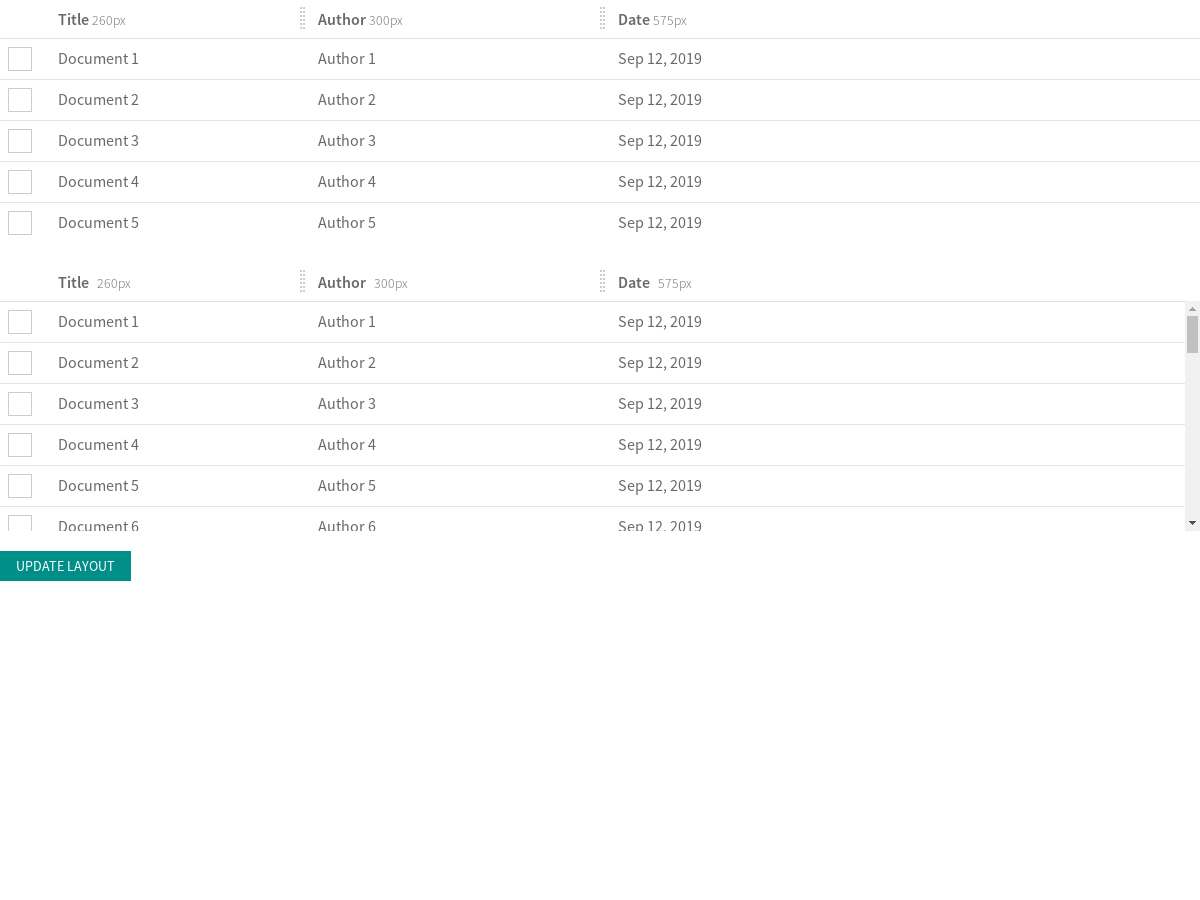 Title 260px Author 300px Date 575px
Document 1 Author 1 Sep 12, 2019
Document 2 Author 2 Sep 12, 2019
Document 3 Author 3 Sep 12, 2019
Document 4 Author 4 Sep 12, 2019
Document 5 Author 5 Sep 12, 2019
Title 260px Author 300px Date 575px
Document 1 Author 1 Sep 12, 2019
Document 2 Author 2 Sep 12, 2019
Document 3 Author 3 Sep 12, 2019
Document 4 Author 4 Sep 12, 2019
Document 5 Author 5 Sep 12, 2019
Document 6 Author 6 Sep 12, 2019
UPDATE LAYOUT